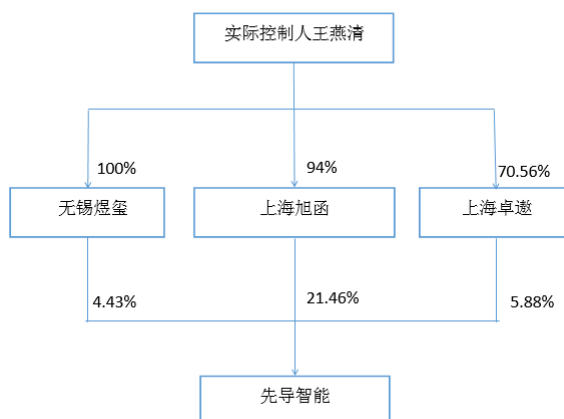 实际控制人王燕清
100%
94%
70.56%
无锡煜玺
上海旭函
上海卓遨
4.43%
21.46%
5.88%
先导智能